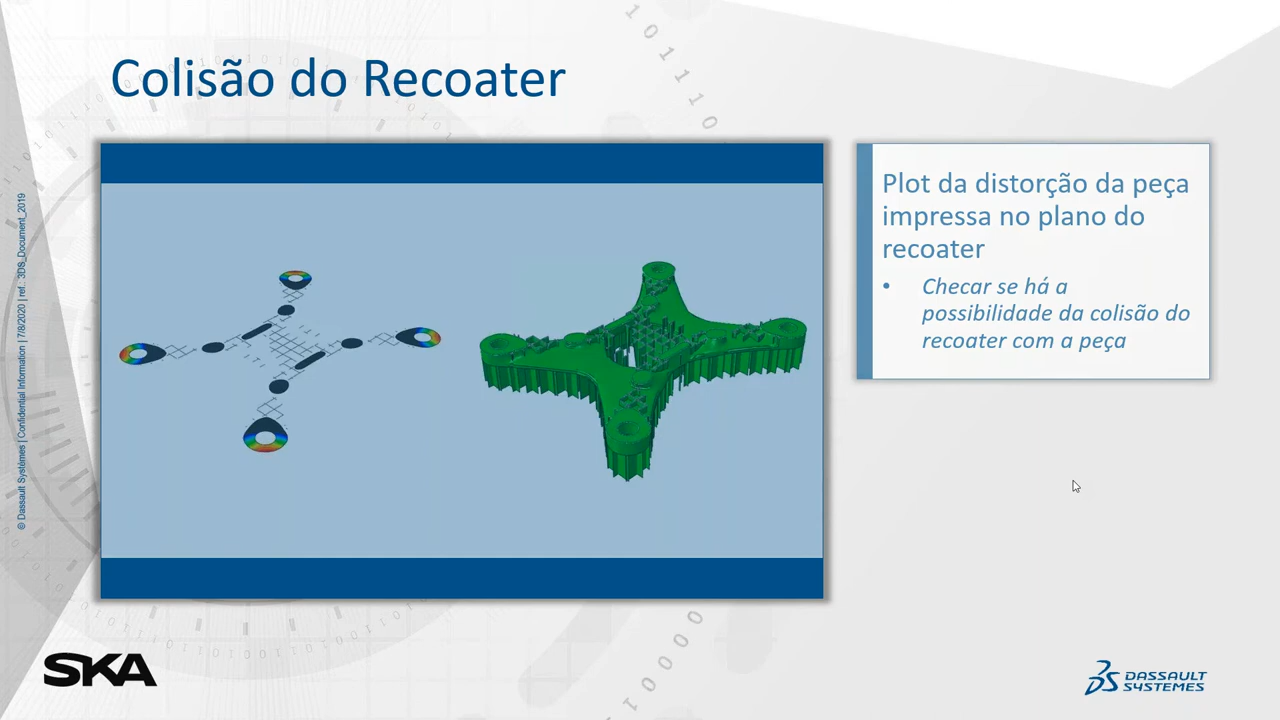 Colisão do Recoater
Plot da distorção da peça
impressa no plano do
recoater
• Checar se há a
possibilidade da colisão do
recoater com a peça
© Dassault Systèmes | Confidential Information | 7/8/2020 | ref.: 3DS_Document_2019
SKA
DASSAULT
SYSTEMES